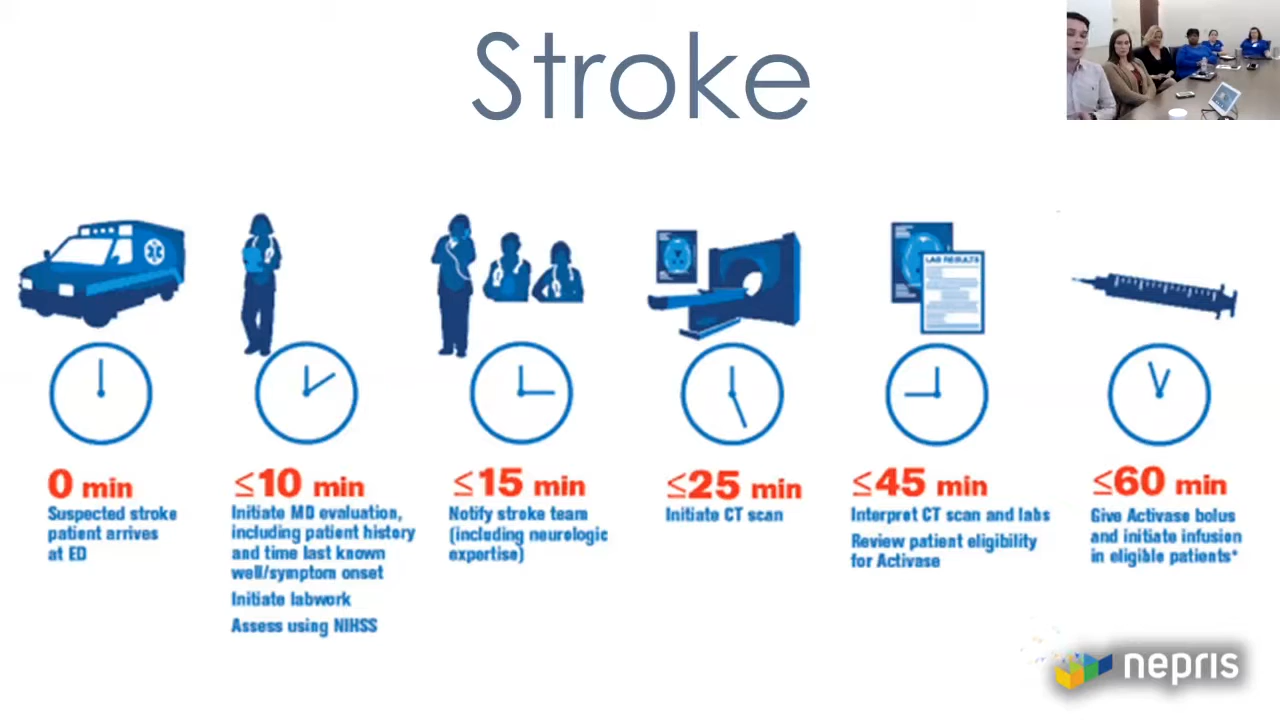 Stroke
LAB RESULTS
0 min
Suspected stroke
patient arrives
at ED
≤10 min
Initiate MD evaluation,
including patient history
and time last known
well/symptom onset
Initiate labwork
Assess using NIHSS
≤15 min
Notify stroke team
(including neurologic
expertise)
≤25 min
Initiate CT scan
≤45 min
Interpret CT scan and labs
Review patient eligibility
for Activase
≤60 min
Give Activase bolus
and initiate infusion
in eligible patients*
nepris